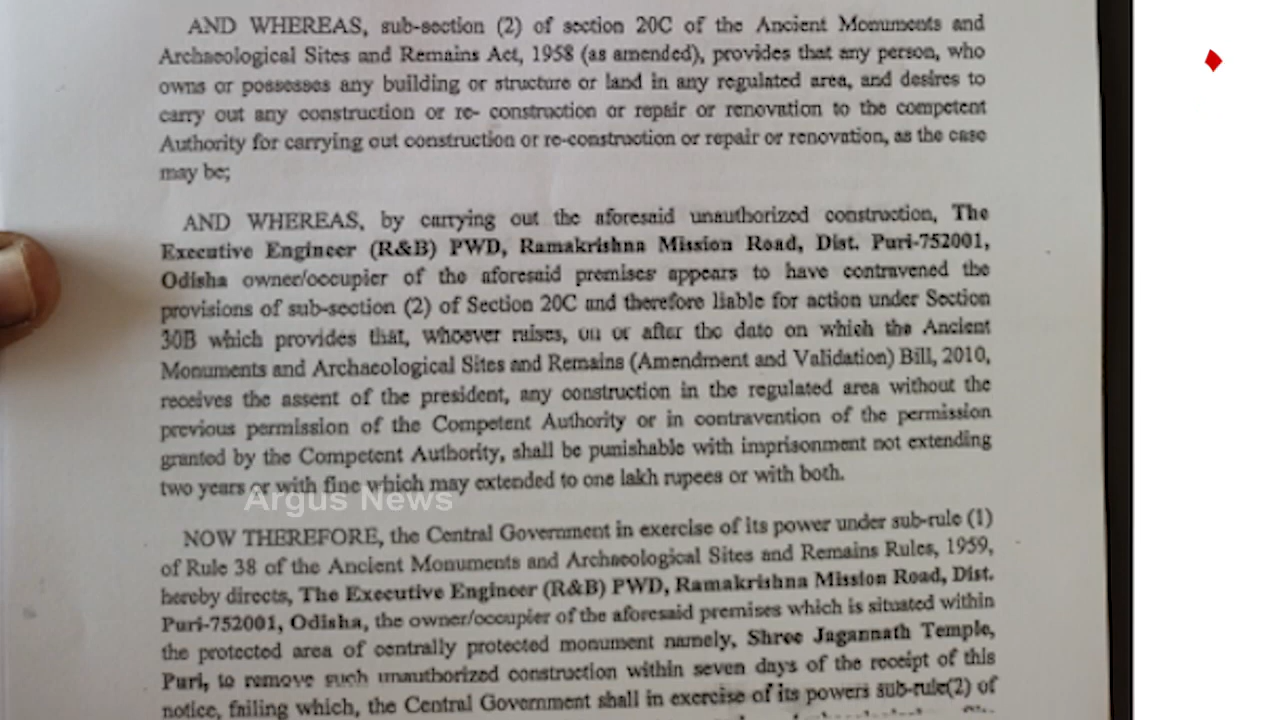 AND WHEREAS, sub-section (2) of section 20C of the Ancient Monuments and
Archaeological Sites and Remains Act, 1958 (as amended), provides that any person, who
owns or possesses any building or structure or land in any regulated area, and desires to
carry out any construction or re- construction or repair or renovation to the competent
Authority for carrying out construction or re-construction or repair or renovation, as the case
may be;
AND WHEREAS, by carrying out the aforesaid unauthorized construction, The
Executive Engineer (R&B) PWD, Ramakrishna Mission Road, Dist. Puri-752001,
Odisha owner/occupier of the aforesaid premises appears to have contravened the
provisions of sub-section (2) of Section 20C and therefore liable for action under Section
30B which provides that, whoever raises, on or after the date on which the Ancient
Monuments and Archaeological Sites and Remains (Amendment and Validation) Bill, 2010,
receives the assent of the president, any construction in the regulated area without the
previous permission of the Competent Authority or in contravention of the permission
granted by the Competent Authority, shall be punishable with imprisonment not extending
two years or with fine which may extended to one lakh rupees or with both.
Argus News
NOW THEREFORE, the Central Government in exercise of its power under sub-rule (1)
of Rule 38 of the Ancient Monuments and Archaeological Sites and Remains Rules, 1959,
hereby directs, The Executive Engineer (R&B) PWD, Ramakrishna Mission Road, Dist.
Puri-752001, Odisha, the owner/occupier of the aforesaid premises which is situated within
the protected area of centrally protected monument namely, Shree Jagannath Temple,
Puri, to remove such unauthorized construction within seven days of the receipt of this
notice, failing which, the Central Government shall in exercise of its powers sub-rule(2) of